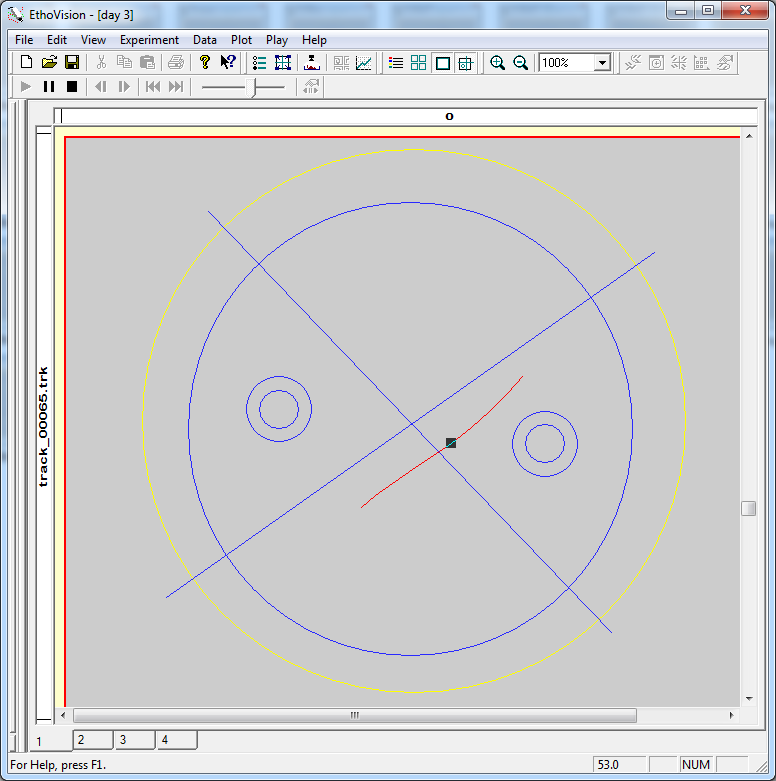 EthoVision - [day 3]
File Edit View Experiment Data Plot Play Help
100%
o
track_00065.trk
1 2 3 4
For Help, press F1. 53.0 NUM